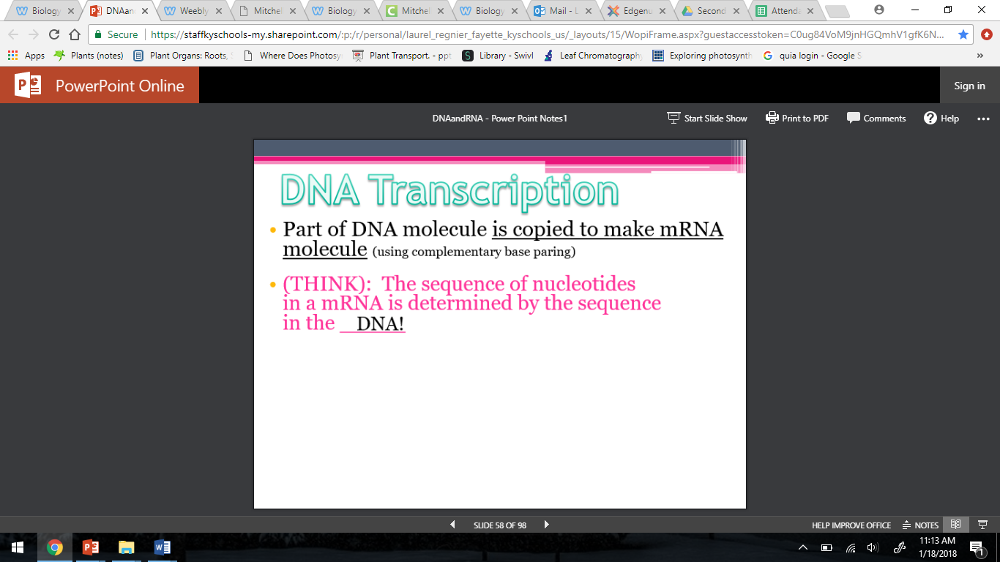 Biology
DNAan
Weekly
Mitchel
Biology
Mitchel
Biology
Mail - L
Edgenu
Second
Attenda
Secure
https://staffkyschools-my.sharepoint.com/:p:/r/personal/laurel_regnier_fayette_kyschools_us/_layouts/15/WopiFrame.aspx?guestaccesstoken=C0ug84VoM9jnHGQmhV1gfK6N...
Apps
Plants (notes)
Plant Organs: Roots,
Where Does Photosy
Plant Transport. - ppt
Library - Swivl
Leaf Chromatography
Exploring photosynth
quia login - Google S
»
PowerPoint Online
Sign in
DNAandRNA - Power Point Notes1
Start Slide Show
Print to PDF
Comments
Help
DNA Transcription
• Part of DNA molecule is copied to make mRNA
molecule (using complementary base paring)
• (THINK): The sequence of nucleotides
in a mRNA is determined by the sequence
in the __DNA!
SLIDE 58 OF 98
HELP IMPROVE OFFICE
NOTES
11:13 AM
1/18/2018
1